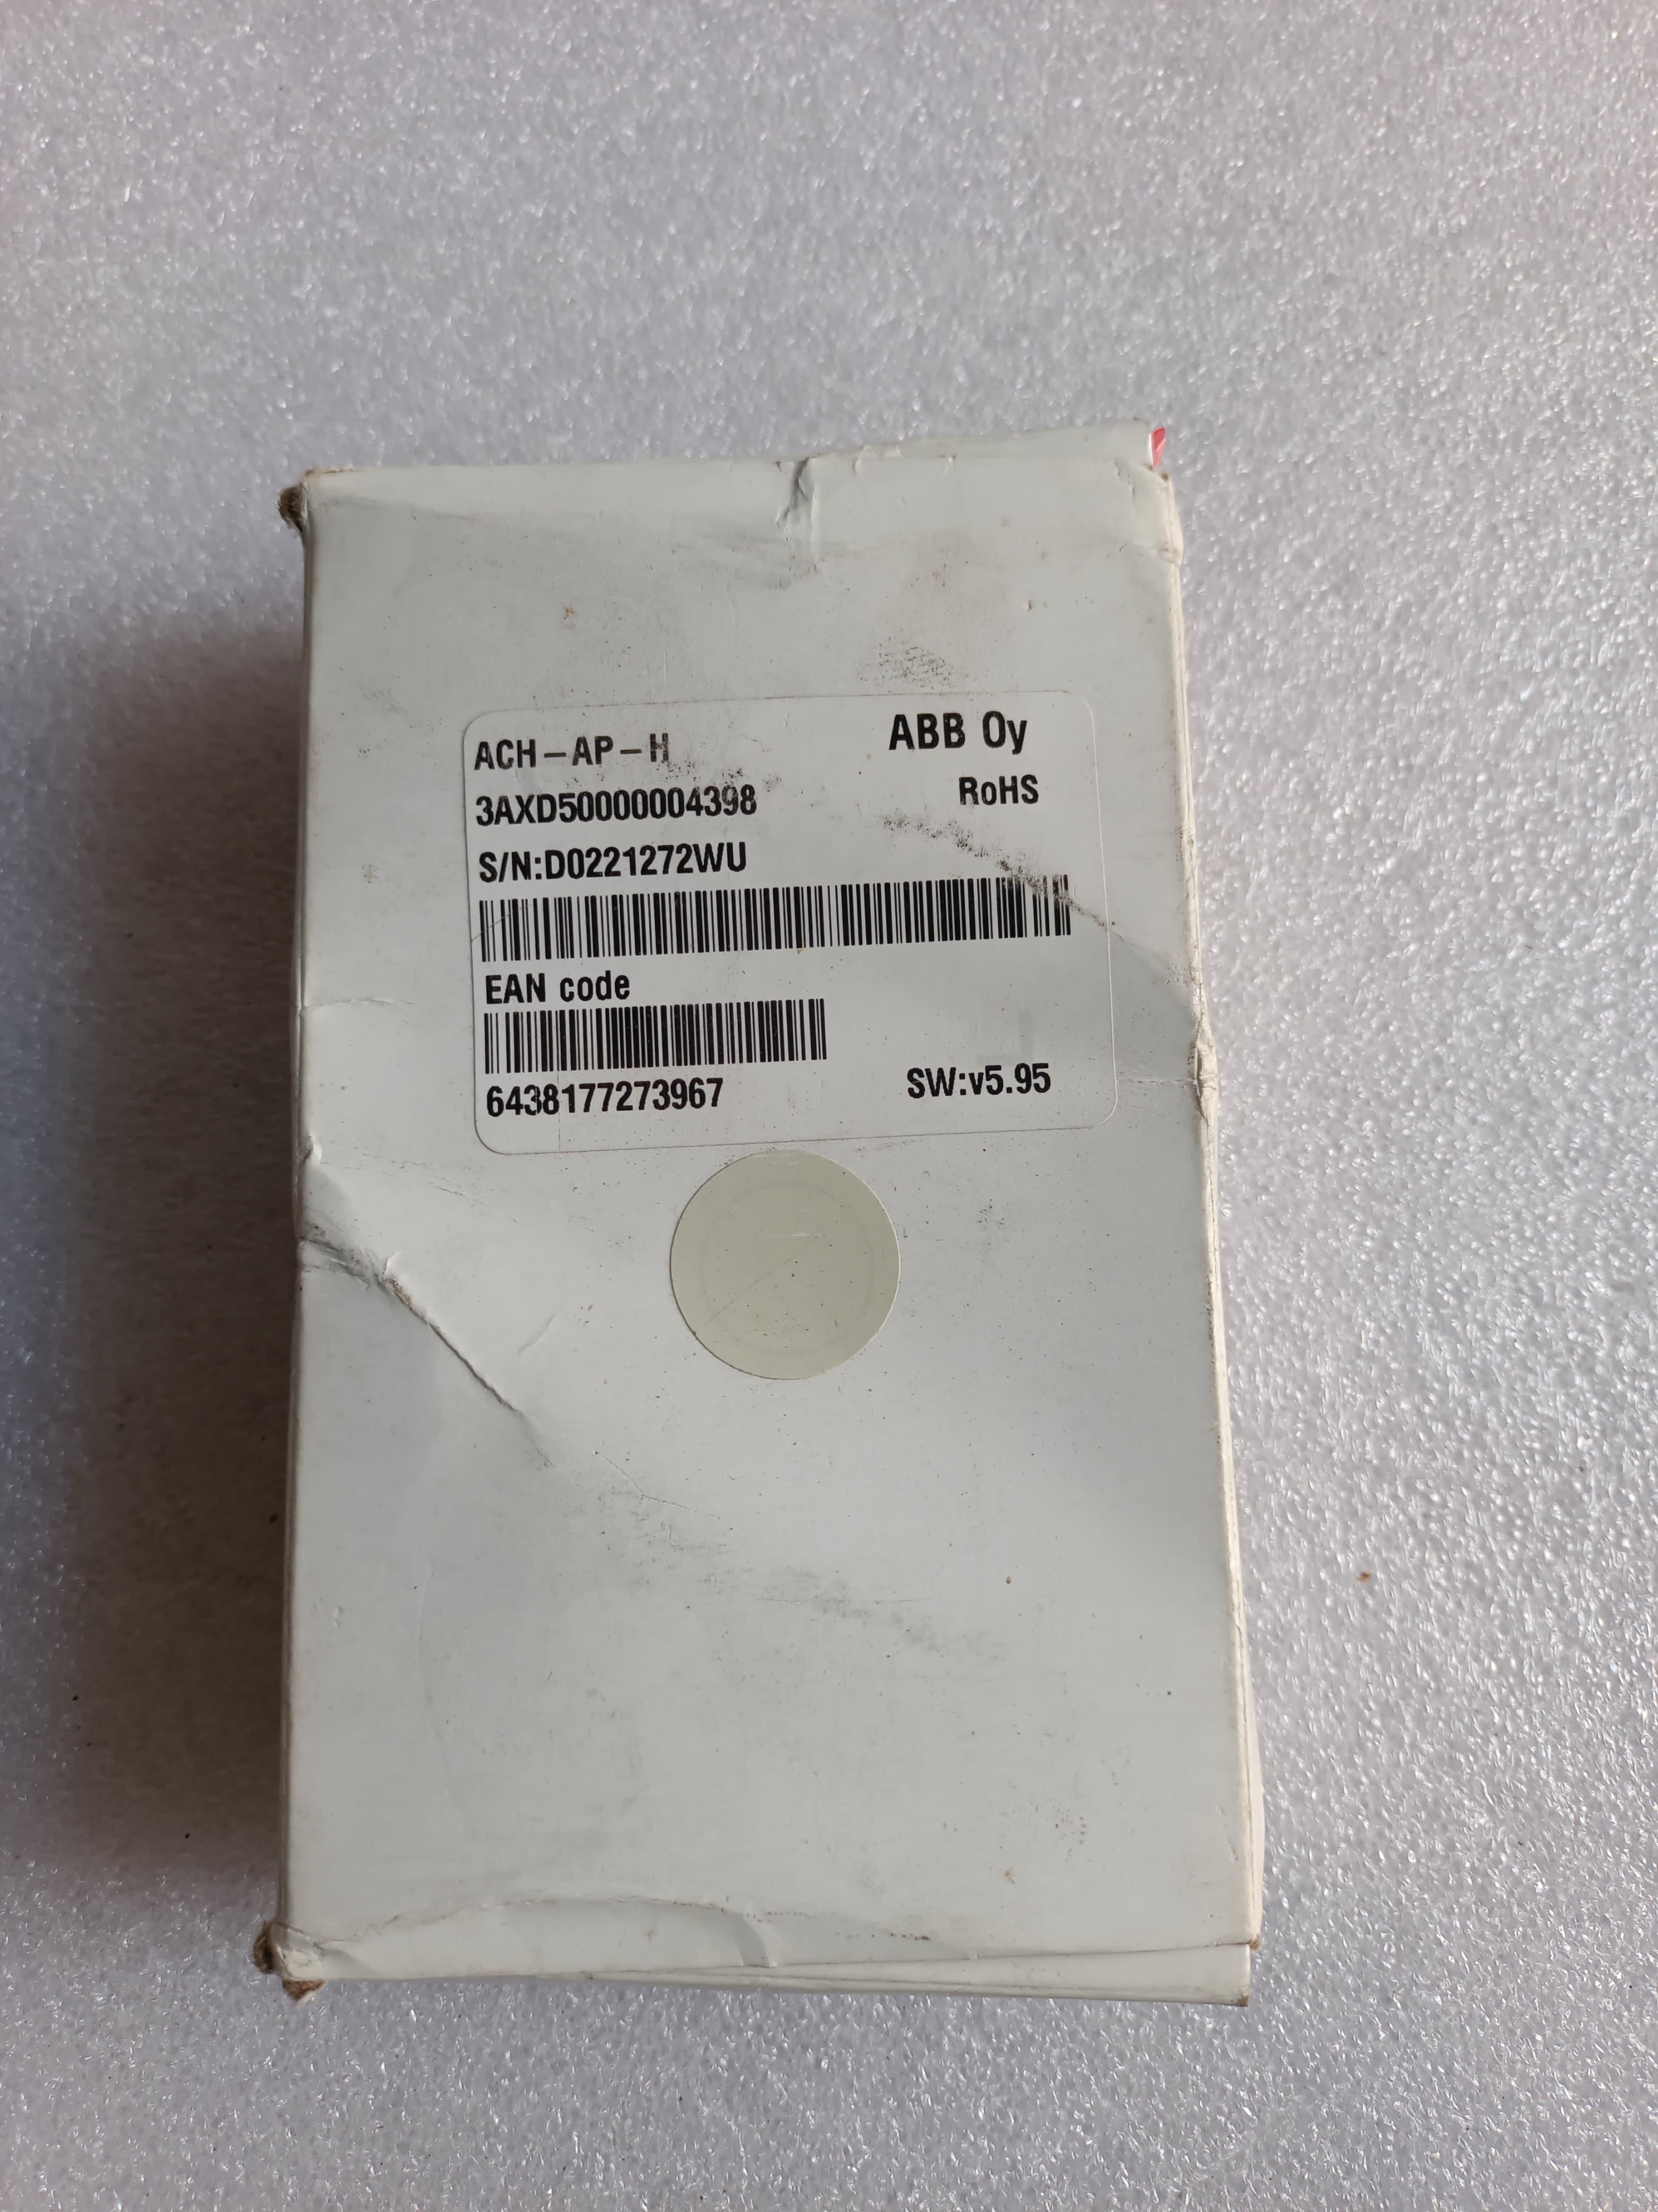 ACH-AP-H
ABB Oy
3AXD50000004398
RoHS
S/N:D0221272WU
EAN code
6438177273967
SW:v5.95